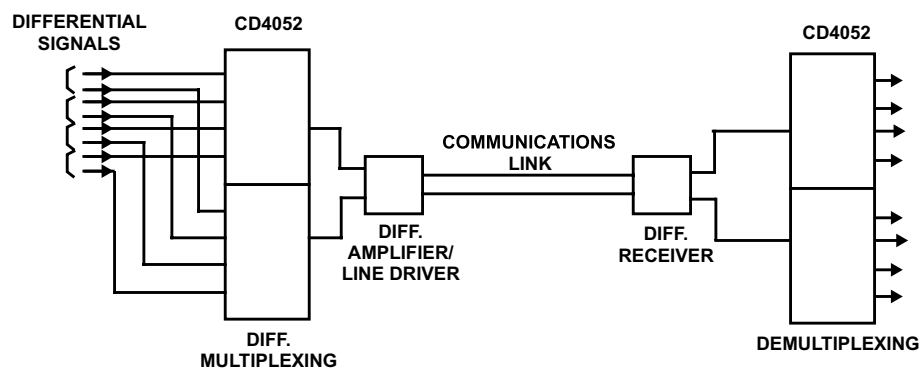 DIFFERENTIAL
SIGNALS
CD4052
CD4052
COMMUNICATIONS
LINK
DIFF.
AMPLIFIER/
LINE DRIVER
DIFF.
RECEIVER
DIFF.
MULTIPLEXING
DEMULTIPLEXING